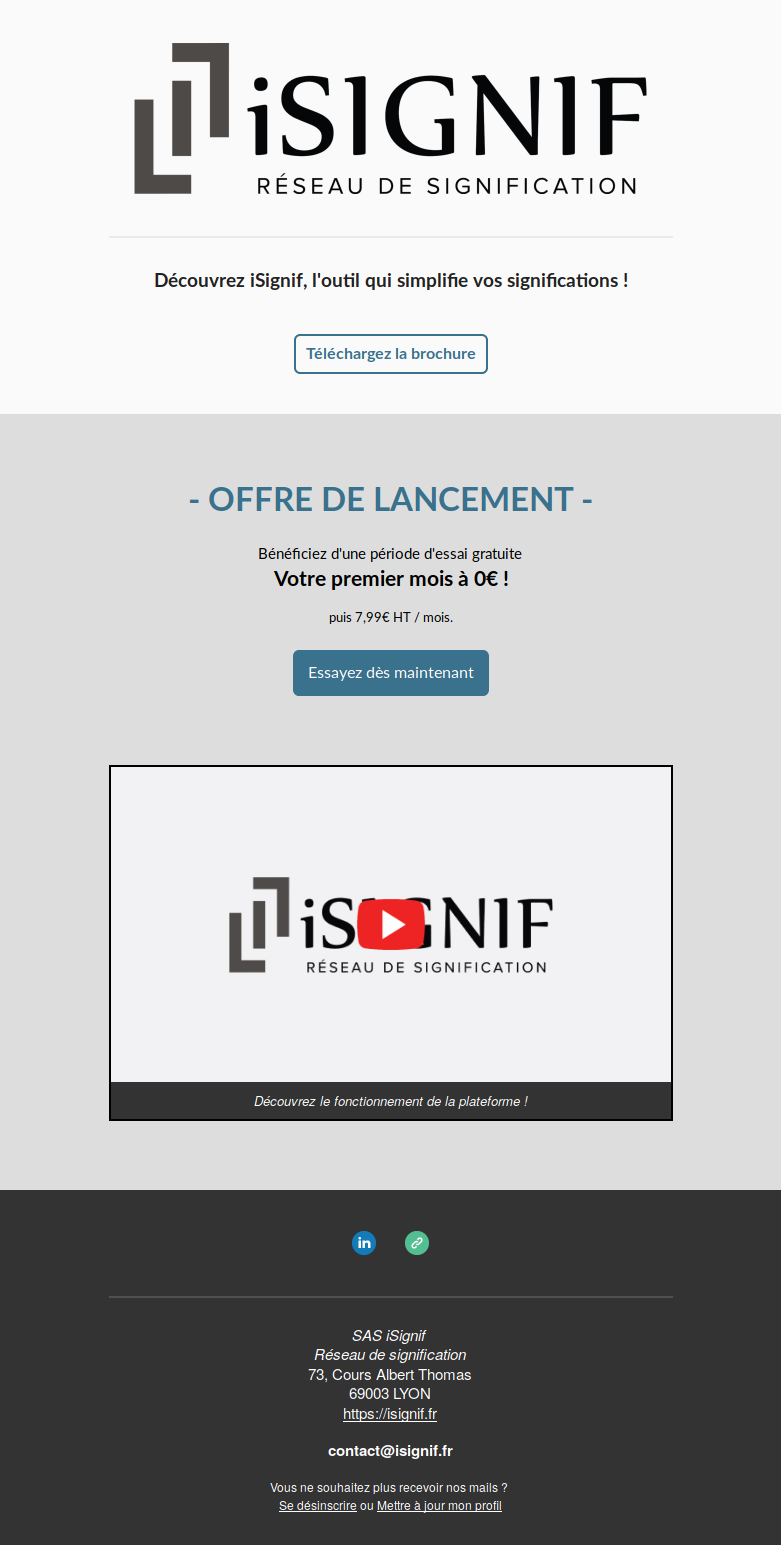 iSIGNIF
RÉSEAU DE SIGNIFICATION
Découvrez iSignif, l'outil qui simplifie vos significations !
Téléchargez la brochure
- OFFRE DE LANCEMENT -
Bénéficiez d'une période d'essai gratuite
Votre premier mois à 0€ !
puis 7,99€ HT / mois.
Essayez dès maintenant
iSIGNIF
RÉSEAU DE SIGNIFICATION
Découvrez le fonctionnement de la plateforme !
in
SAS iSignif
Réseau de signification
73, Cours Albert Thomas
69003 LYON
https://isignif.fr
contact@isignif.fr
Vous ne souhaitez plus recevoir nos mails ?
Se désinscrire ou Mettre à jour mon profil